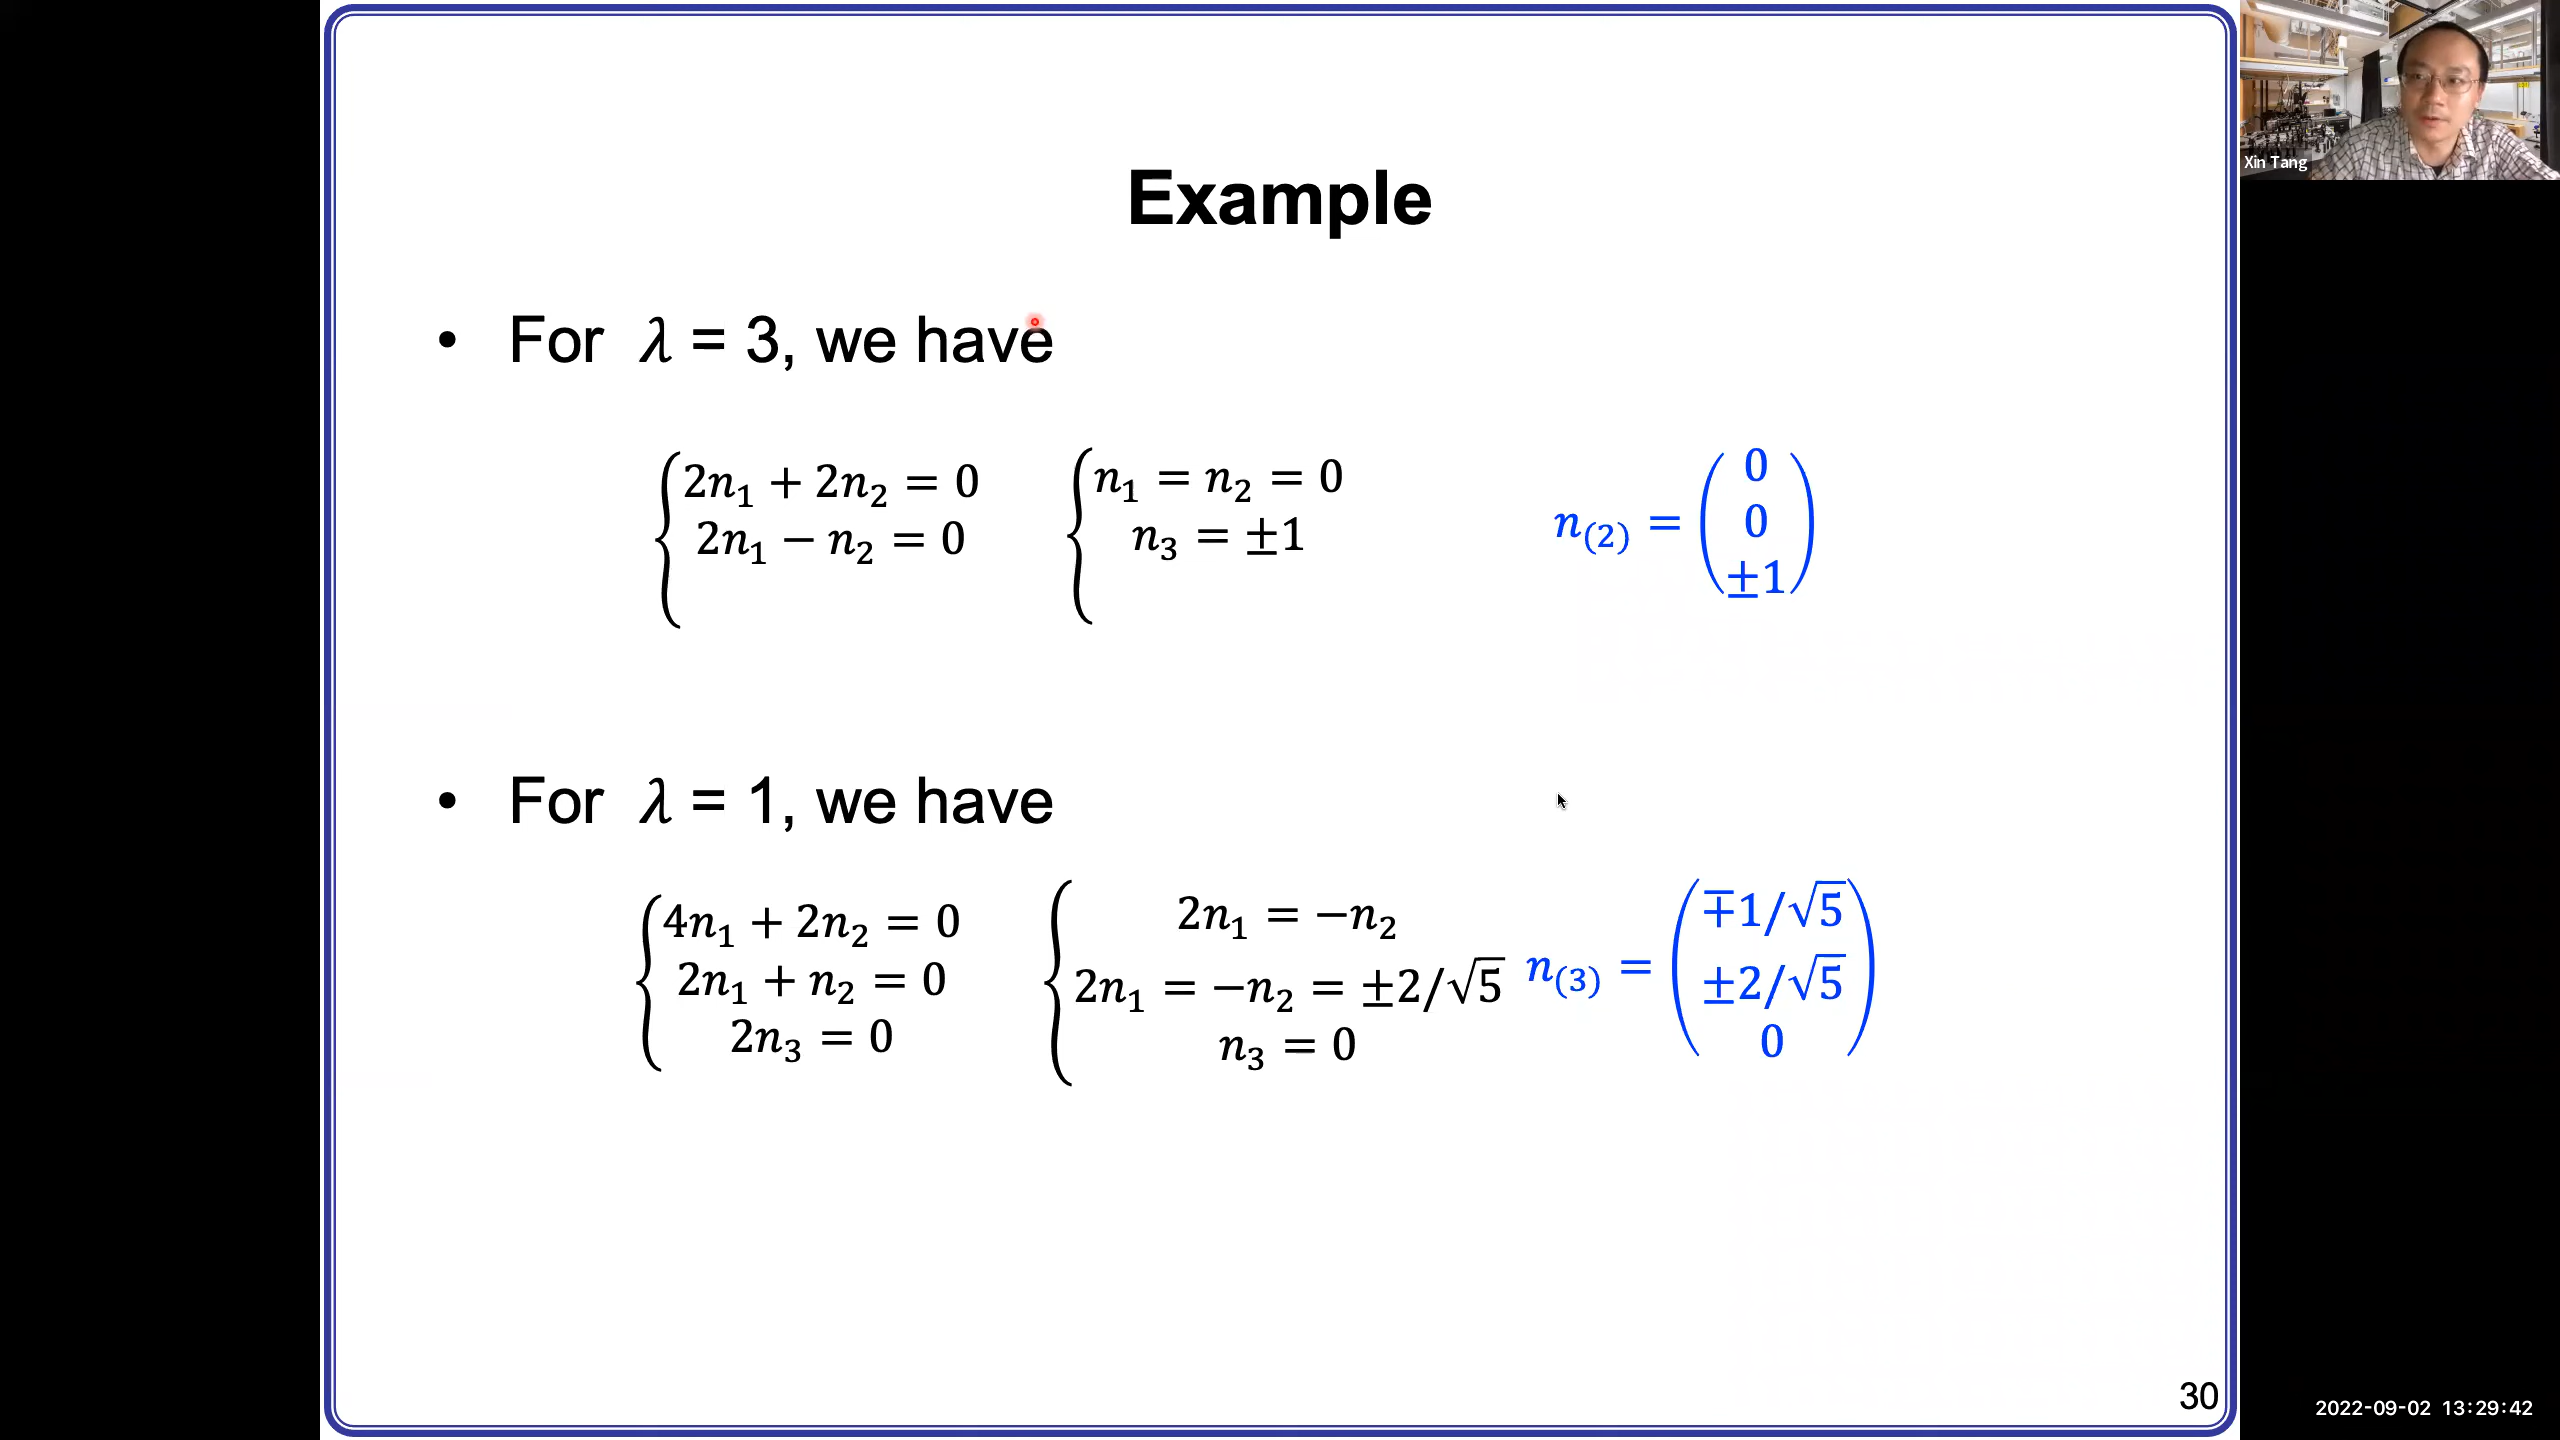 Xin Tang
Example
• For λ = 3, we have
2n₁ + 2n₂ = 0
2n₁ − n₂ = 0
n₁ = n₂ = 0
n₃ = ±1
n₍₂₎ = (0
0
±1)
• For λ = 1, we have
4n₁ + 2n₂ = 0
2n₁ + n₂ = 0
2n₃ = 0
2n₁ = −n₂
2n₁ = −n₂ = ±2/√5
n₃ = 0
n₍₃₎ = (∓1/√5
±2/√5
0)
30
2022-09-02 13:29:42